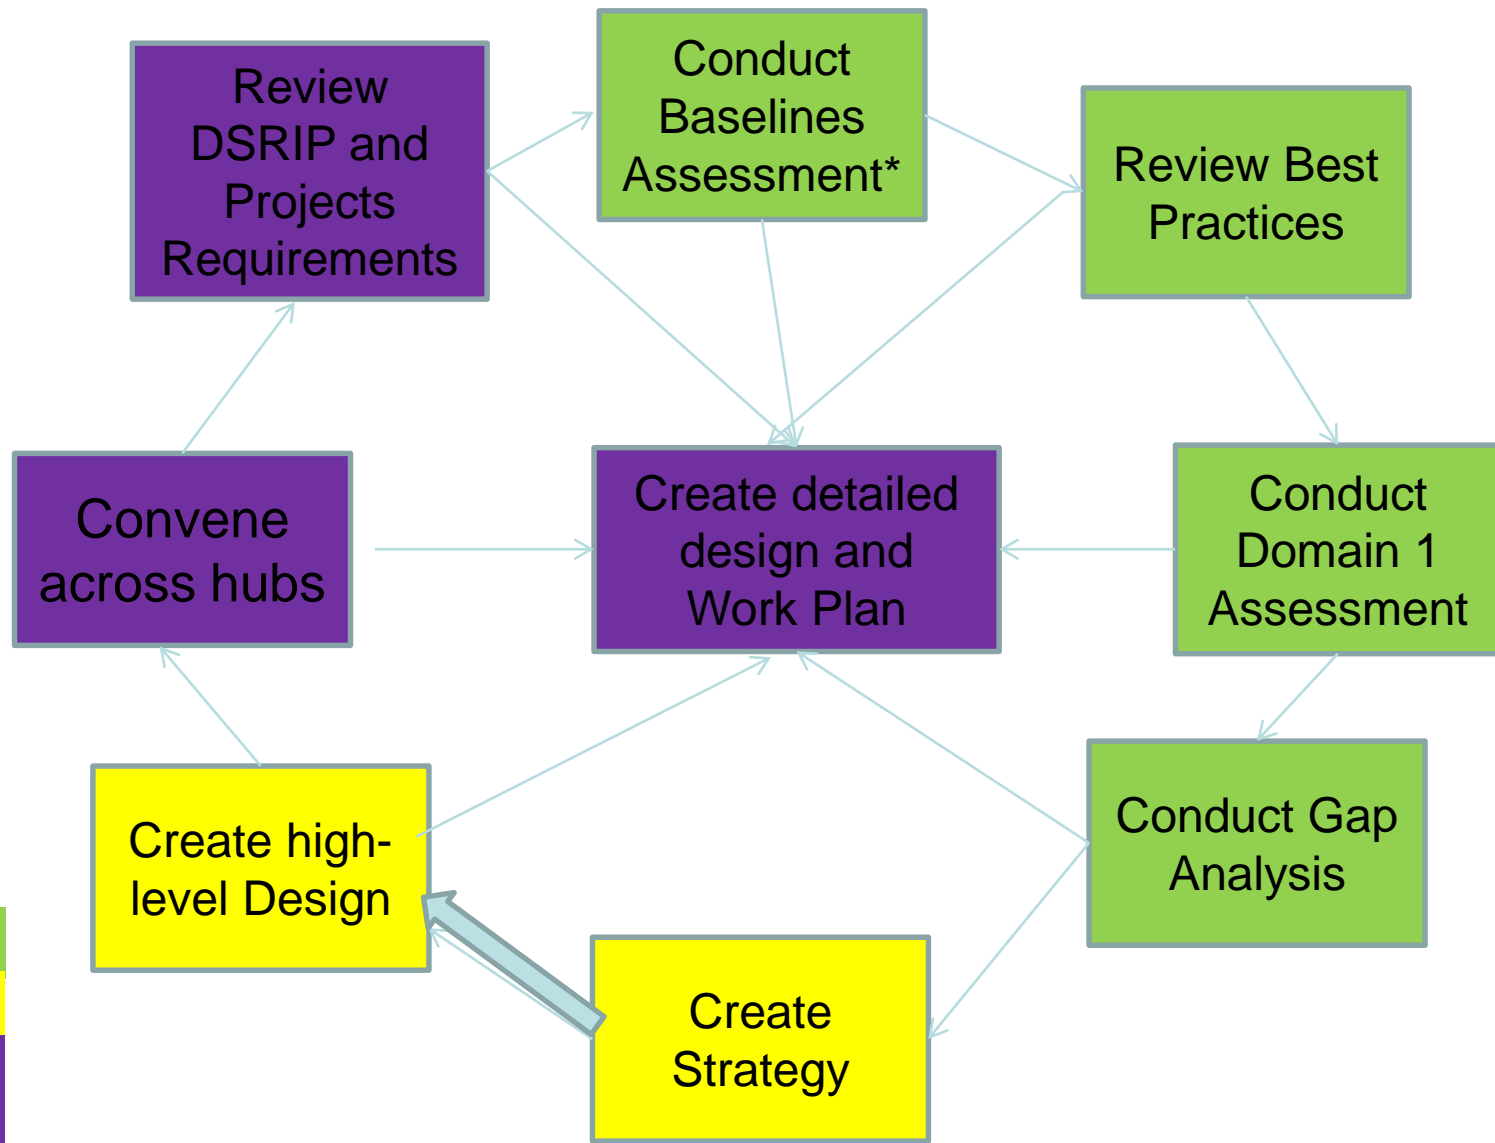 Review
DSRIP and
Projects
Requirements
Conduct
Baselines
Assessment*
Review Best
Practices
Convene
across hubs
Create detailed
design and
Work Plan
Conduct
Domain 1
Assessment
Create high-
level Design
Conduct Gap
Analysis
Create
Strategy